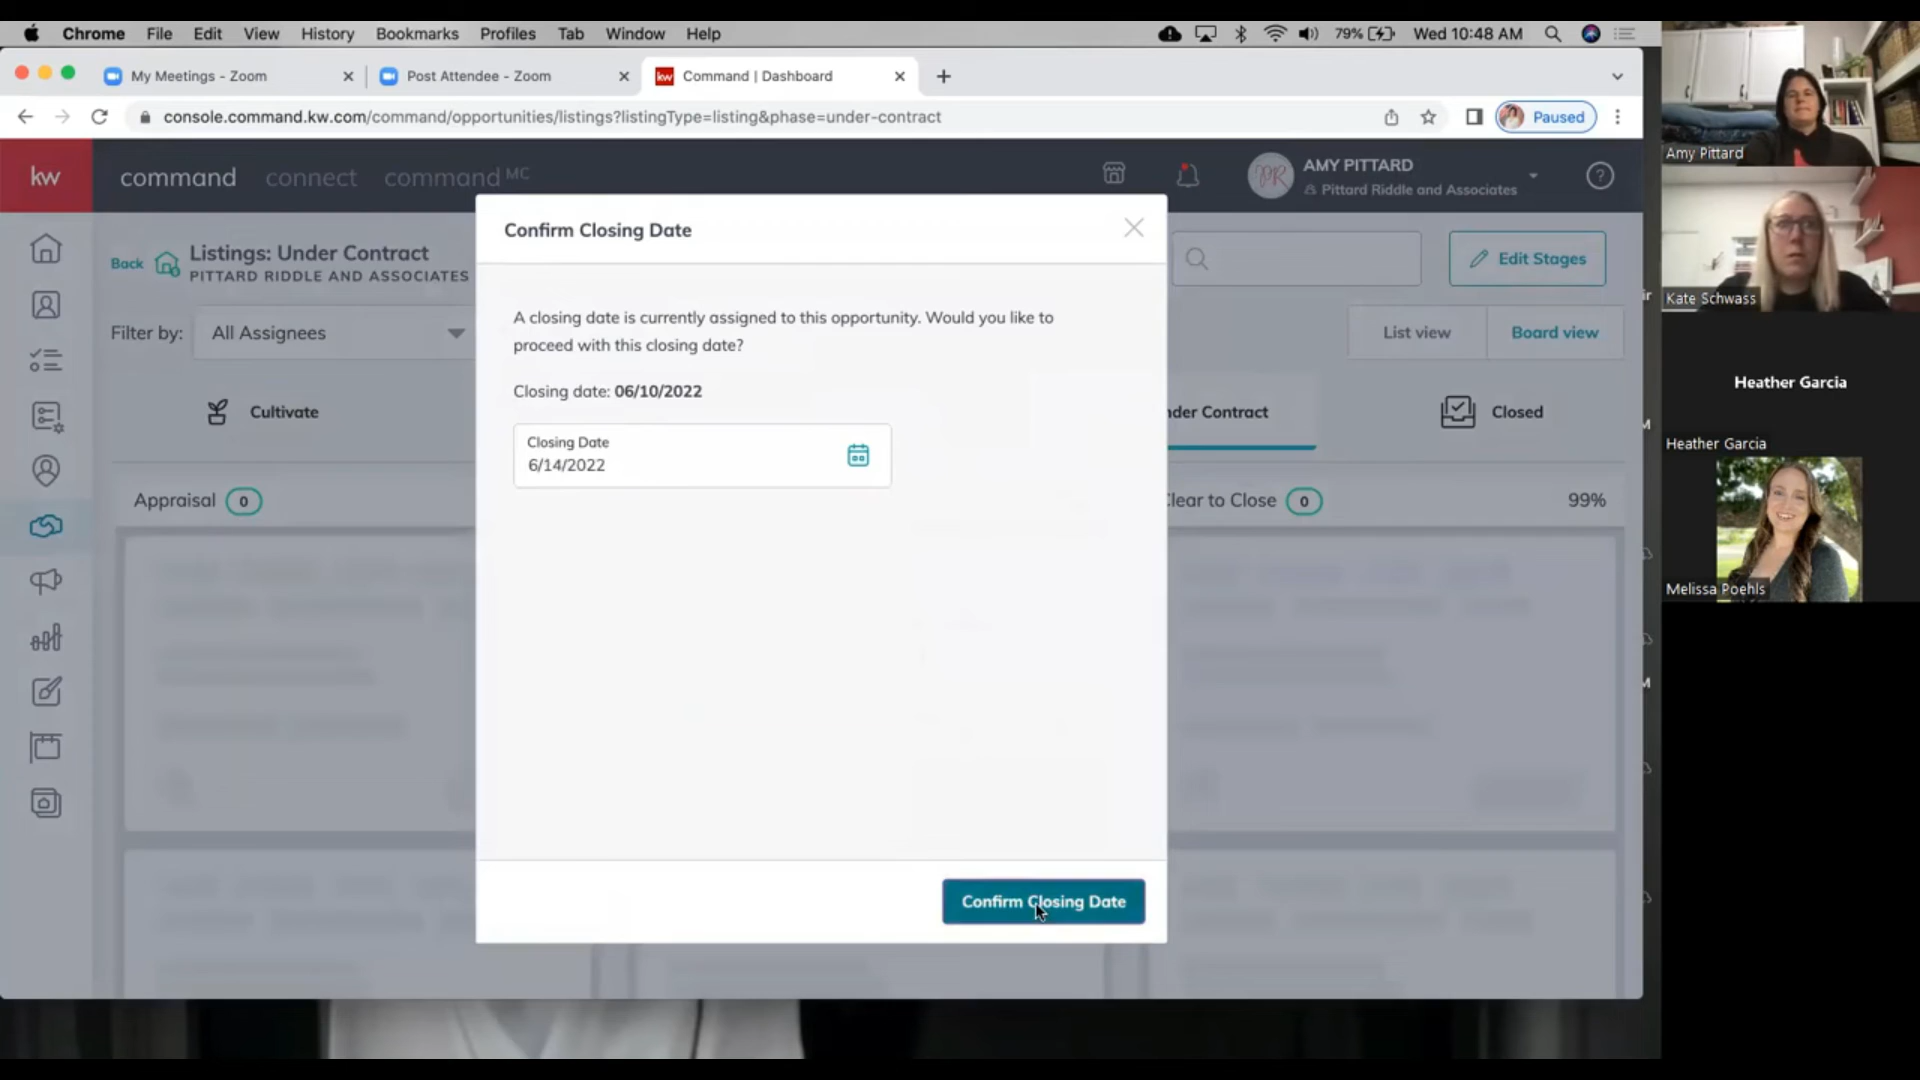 Chrome File Edit View History Bookmarks Profiles Tab Window Help 79% Wed 10:48 AM
My Meetings - Zoom Post Attendee - Zoom kw Command | Dashboard
console.command.kw.com/command/opportunities/listings?listingType=listing&phase=under-contract Paused
kw command connect command MC PR AMY PITTARD
Pittard Riddle and Associates
Back Listings: Under Contract
PITTARD RIDDLE AND ASSOCIATES
Edit Stages
Filter by: All Assignees
List view Board view
Cultivate
nder Contract
Closed
Appraisal 0
Clear to Close 0 99%
Confirm Closing Date
A closing date is currently assigned to this opportunity. Would you like to
proceed with this closing date?
Closing date: 06/10/2022
Closing Date
6/14/2022
Confirm Closing Date
Amy Pittard
Kate Schwass
Heather Garcia
Heather Garcia
Melissa Poehls